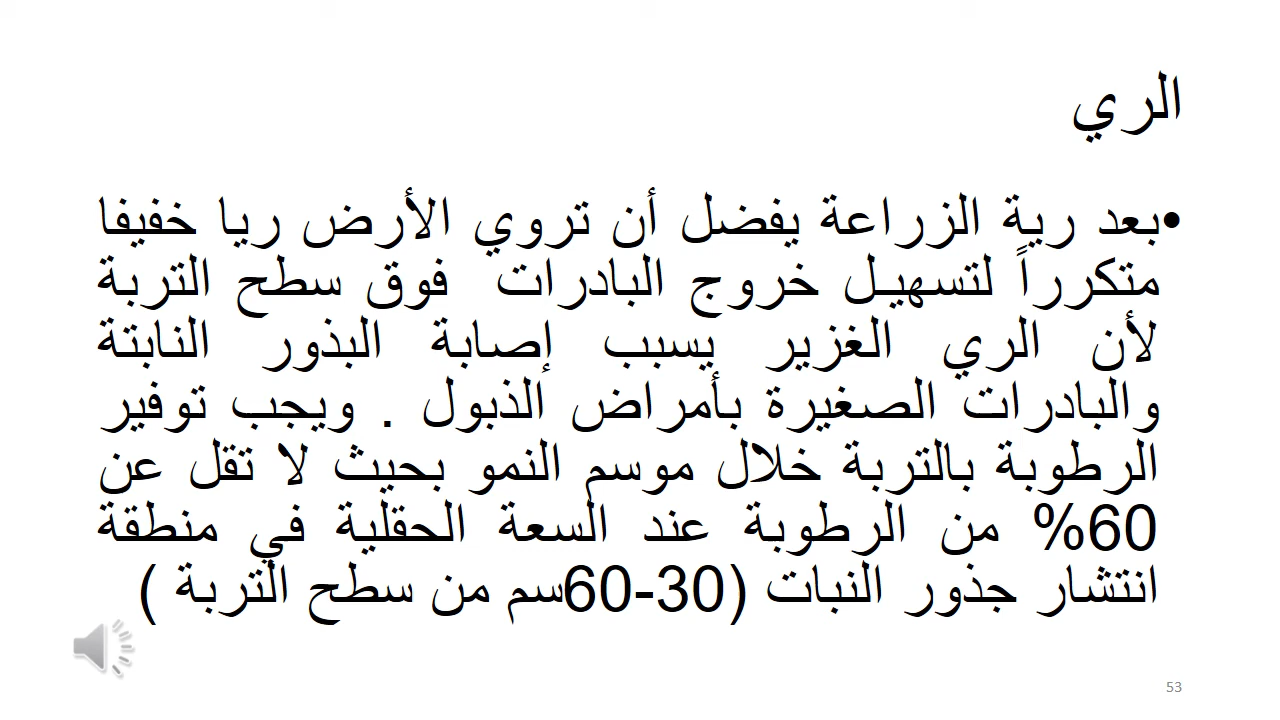 الري
•بعد رية الزراعة يفضل أن تروي الأرض ريا خفيفا
متكرراً لتسهيل خروج البادرات فوق سطح التربة
لأن الري الغزير يسبب إصابة البذور النابتة
والبادرات الصغيرة بأمراض الذبول . ويجب توفير
الرطوبة بالتربة خلال موسم النمو بحيث لا تقل عن
60% من الرطوبة عند السعة الحقلية في منطقة
انتشار جذور النبات (30-60سم من سطح التربة )
53